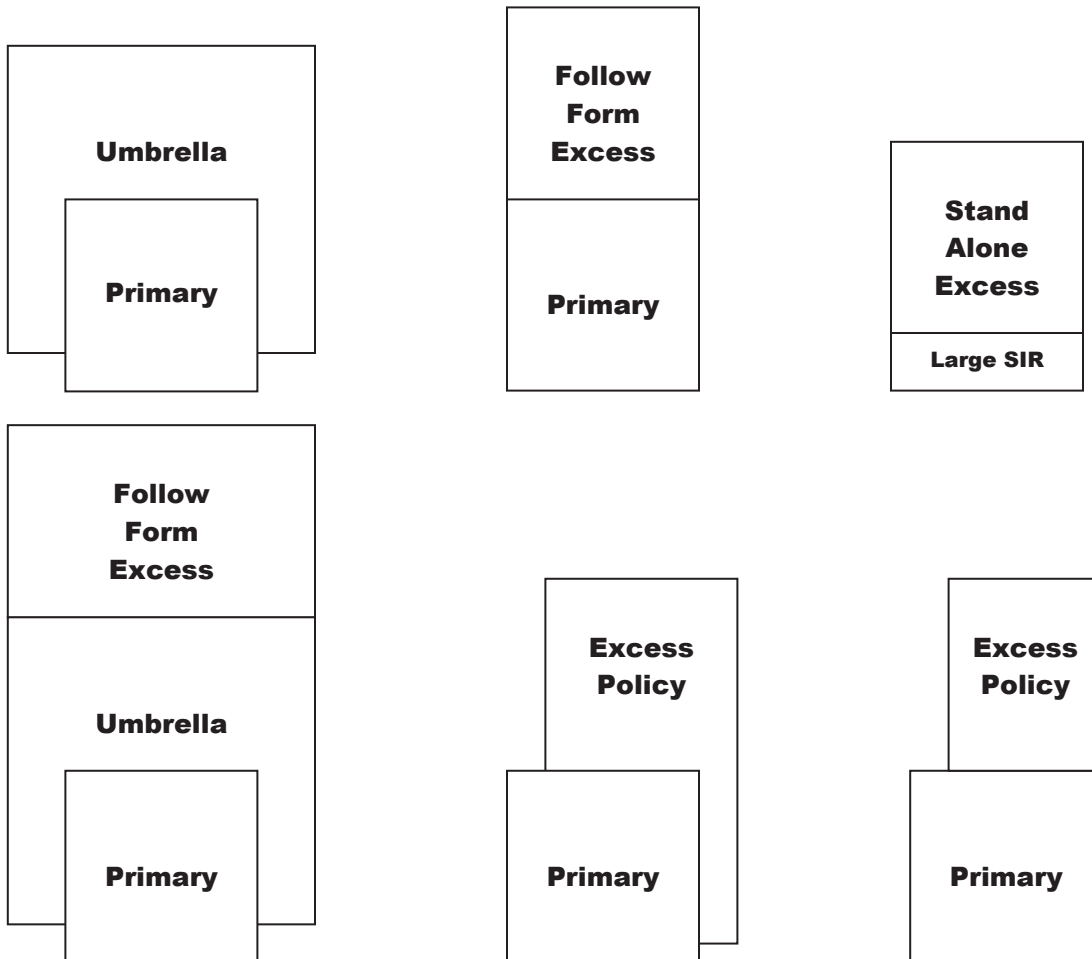 Umbrella
Primary
Follow
Form
Excess
Primary
Stand
Alone
Excess
Large SIR
Follow
Form
Excess
Umbrella
Primary
Excess
Policy
Primary
Excess
Policy
Primary